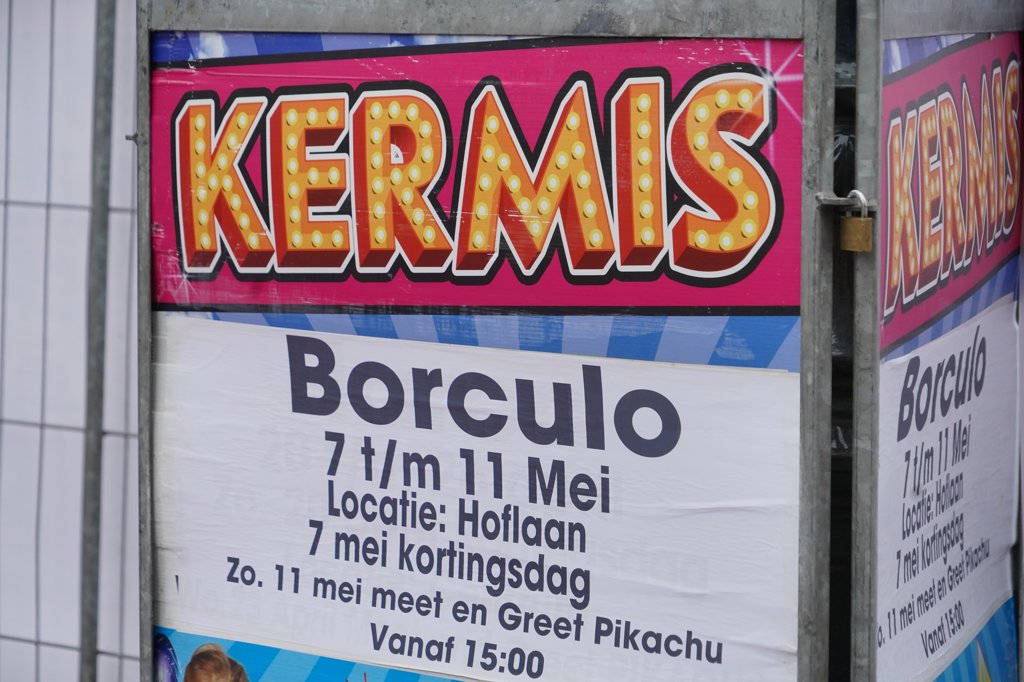 KERMIS
Borculo
7 t/m 11 Mei
Locatie: Hoflaan
7 mei kortingsdag
Zo. 11 mei meet en Greet Pikachu
Vanaf 15:00
KERMIS
Borculo
7 t/m 11 Mei
Locatie: Hoflaan
7 mei kortingsdag
o. 11 mei meet en Greet Pikachu
Vanaf 15:00